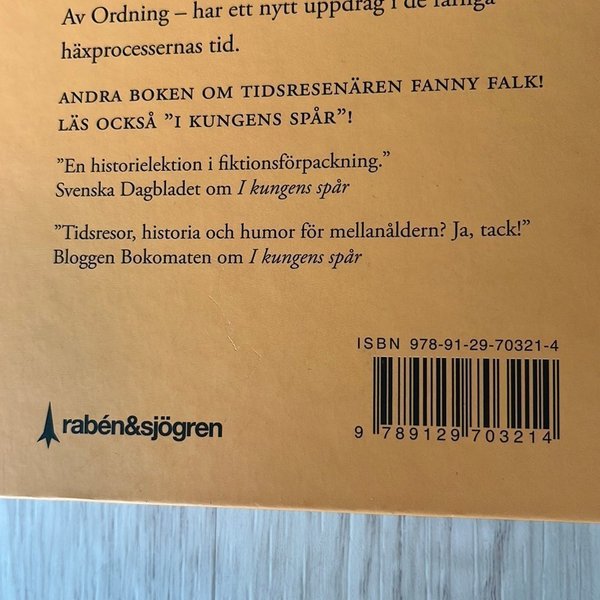 Av Ordning – har ett nytt uppdrag i de farliga
häxprocessernas tid.
ANDRA BOKEN OM TIDSRESENÄREN FANNY FALK!
LÄS OCKSÅ ”I KUNGENS SPÅR”!
”En historielektion i fiktionsförpackning.”
Svenska Dagbladet om I kungens spår
”Tidsresor, historia och humor för mellanåldern? Ja, tack!”
Bloggen Bokomaten om I kungens spår
ISBN 978-91-29-70321-4
9 789129 703214
rabén&sjögren